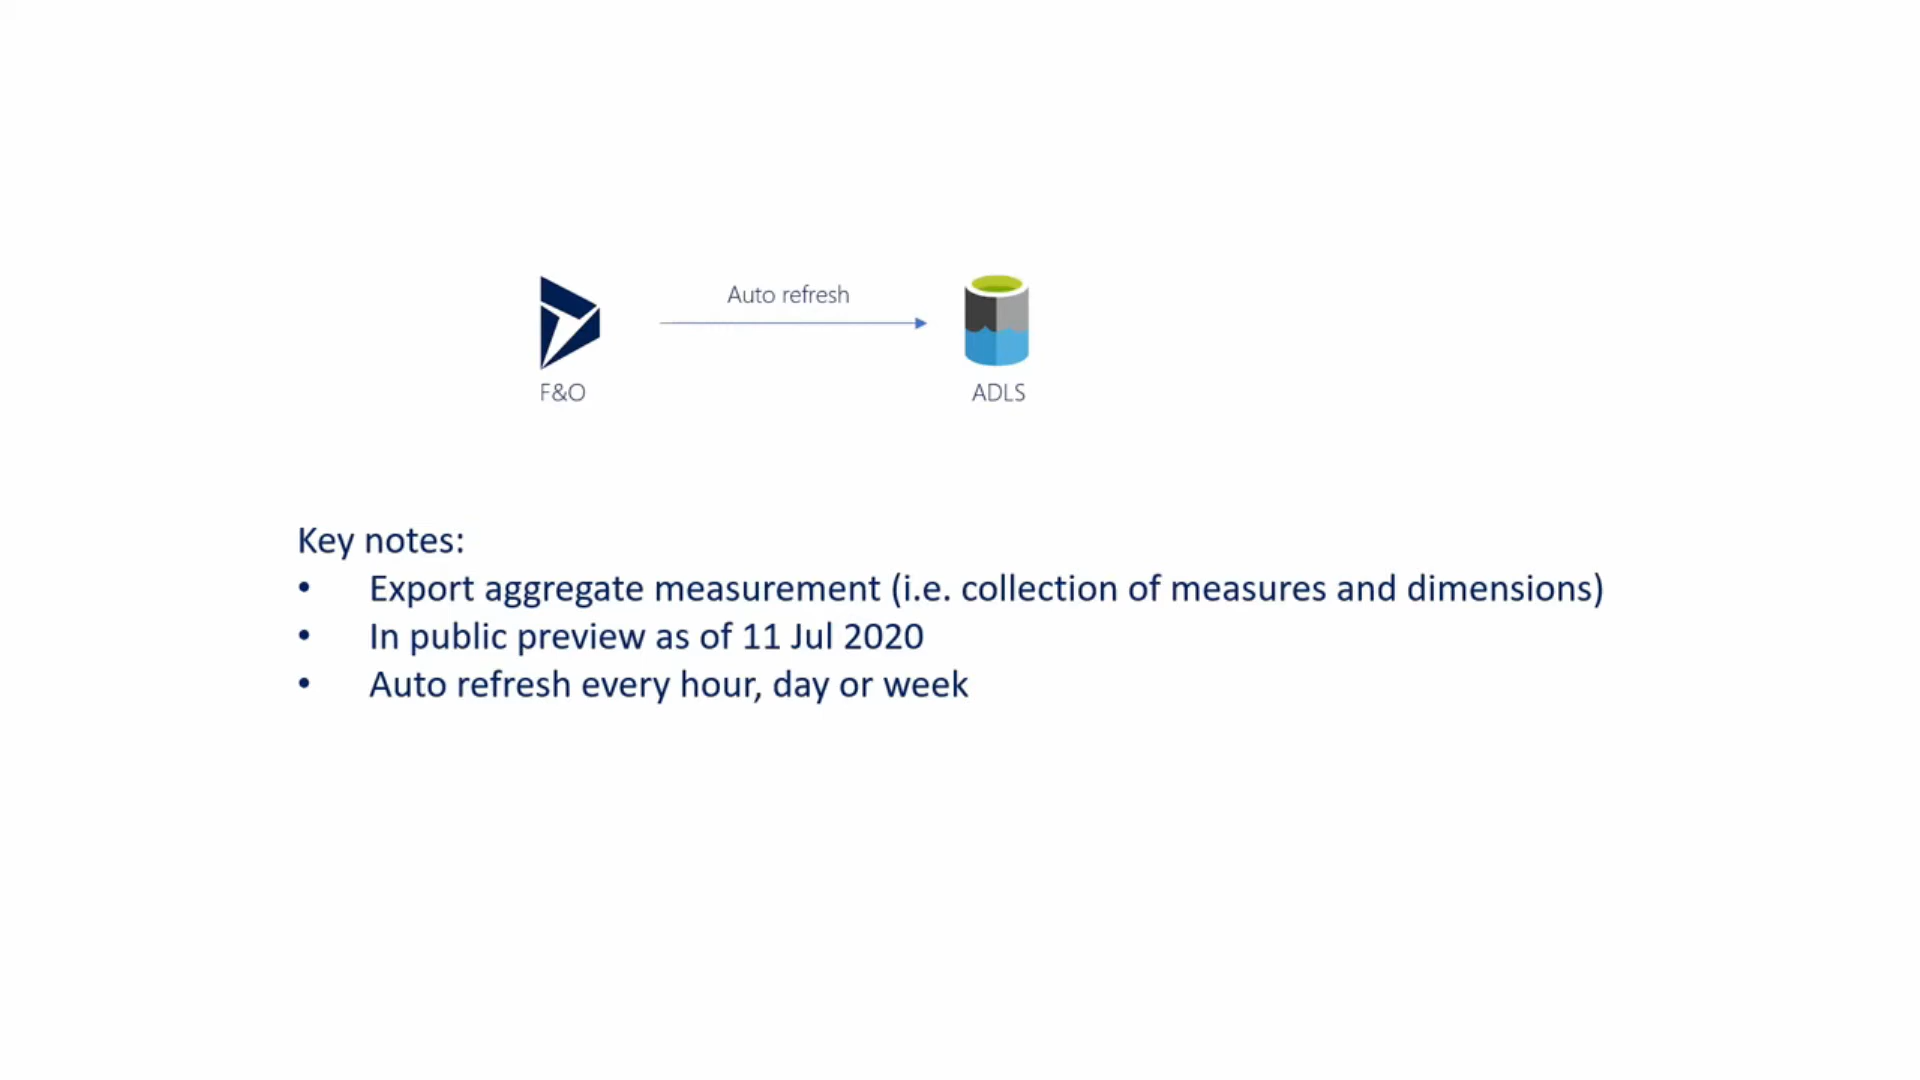 Auto refresh
F&O
ADLS
Key notes:
• Export aggregate measurement (i.e. collection of measures and dimensions)
• In public preview as of 11 Jul 2020
• Auto refresh every hour, day or week